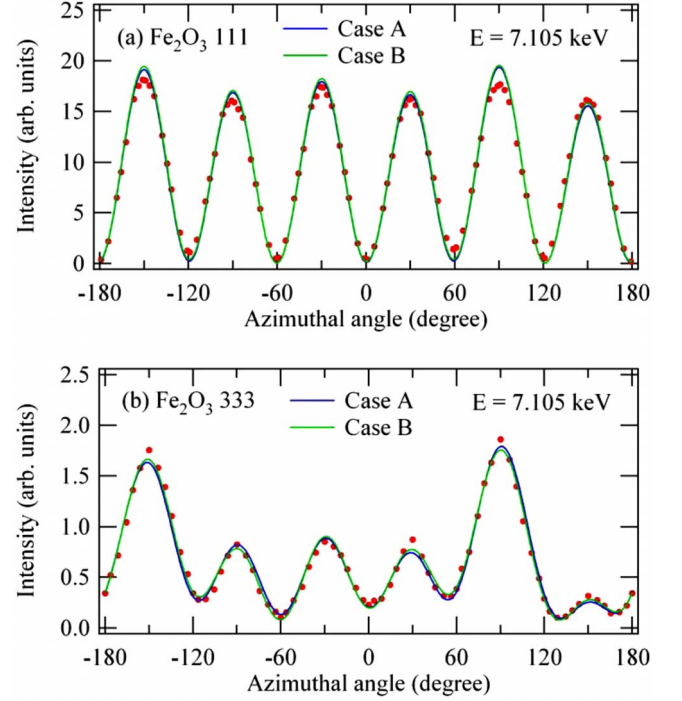 25
(a) Fe₂O₃ 111
Case A
E = 7.105 keV
Case B
20
15
10
5
0
Intensity (arb. units)
-180 -120 -60 0 60 120 180
Azimuthal angle (degree)
2.5
(b) Fe₂O₃ 333
Case A
E = 7.105 keV
Case B
2.0
1.5
1.0
0.5
0.0
Intensity (arb. units)
-180 -120 -60 0 60 120 180
Azimuthal angle (degree)